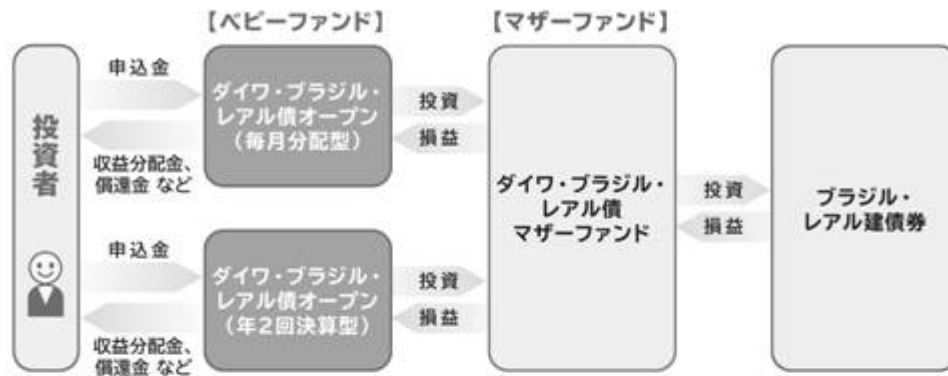 【ベビーファンド】
【マザーファンド】
投資者
申込金
収益分配金、
償還金 など
ダイワ・ブラジル・
レアル債オープン
（毎月分配型）
投資
損益
申込金
収益分配金、
償還金 など
ダイワ・ブラジル・
レアル債オープン
（年2回決算型）
投資
損益
ダイワ・ブラジル・
レアル債
マザーファンド
投資
損益
ブラジル・
レアル建債券